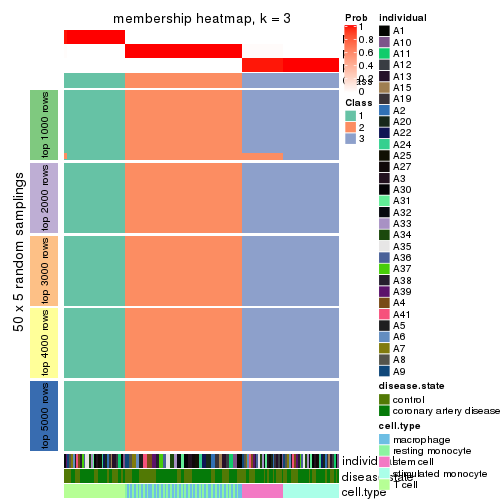 membership heatmap, k = 3
50 x 5 random samplings
top 1000 rows
top 2000 rows
top 3000 rows
top 4000 rows
top 5000 rows
Prob
1
0.8
0.6
0.4
0.2
0
Class
1
2
3
individual
A1
A10
A11
A12
A13
A15
A19
A2
A20
A22
A24
A25
A27
A3
A30
A31
A32
A33
A34
A35
A36
A37
A38
A39
A4
A41
A5
A6
A7
A8
A9
disease.state
control
coronary artery disease
cell.type
macrophage
resting monocyte
stem cell
stimulated monocyte
T cell
cell.type